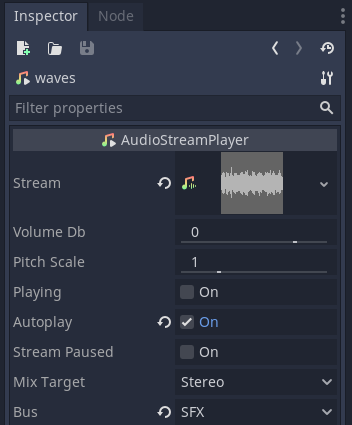 Inspector Node
waves
Filter properties
AudioStreamPlayer
Stream
Volume Db 0
Pitch Scale 1
Playing On
Autoplay On
Stream Paused On
Mix Target Stereo
Bus SFX